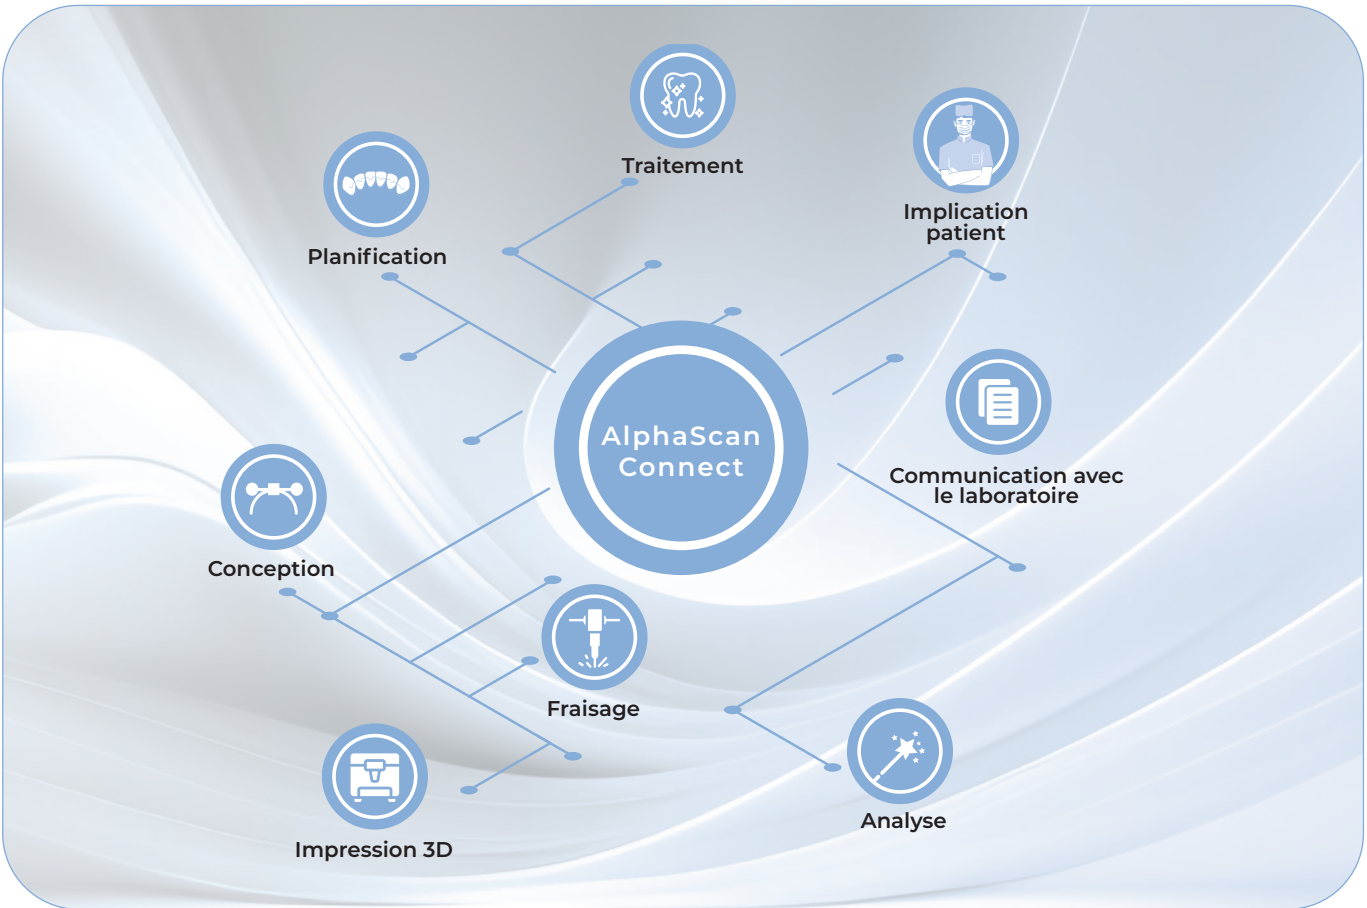 Traitement
Implication
patient
Planification
AlphaScan
Connect
Communication avec
le laboratoire
Conception
Fraisage
Analyse
Impression 3D